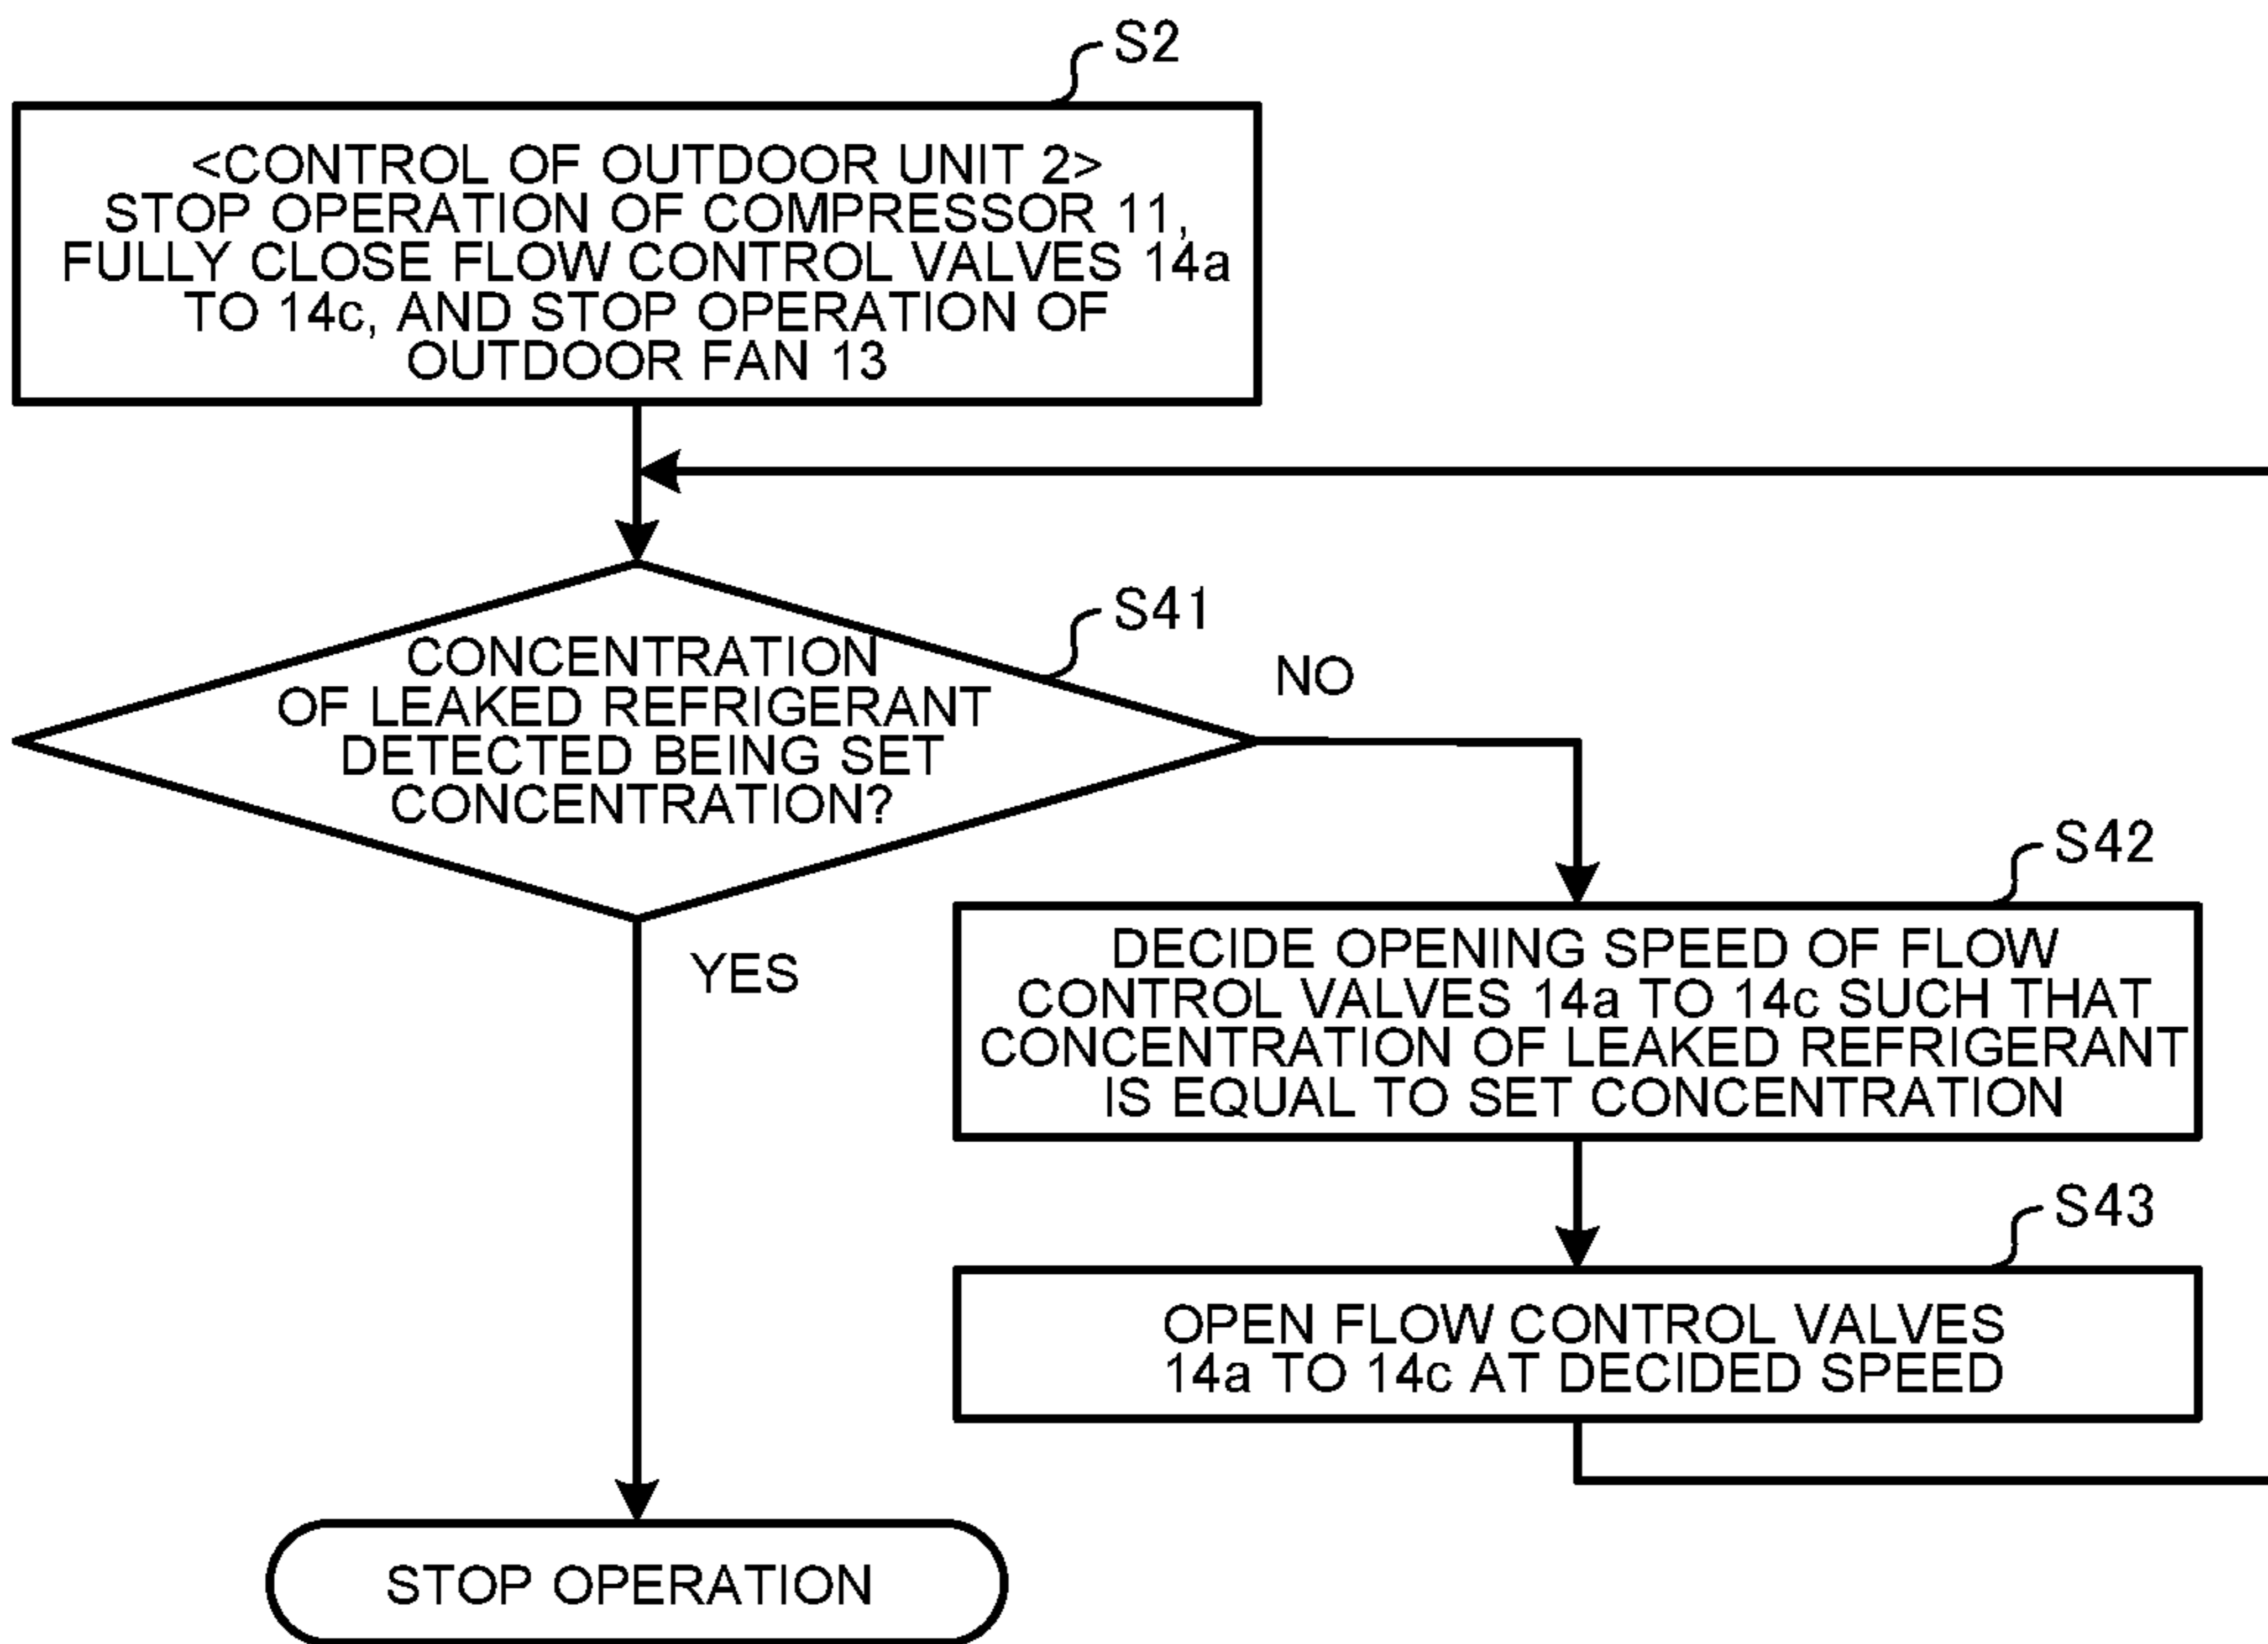 S2
<CONTROL OF OUTDOOR UNIT 2>
STOP OPERATION OF COMPRESSOR 11,
FULLY CLOSE FLOW CONTROL VALVES 14a
TO 14c, AND STOP OPERATION OF
OUTDOOR FAN 13
S41
CONCENTRATION
OF LEAKED REFRIGERANT
DETECTED BEING SET
CONCENTRATION?
NO
YES
S42
DECIDE OPENING SPEED OF FLOW
CONTROL VALVES 14a TO 14c SUCH THAT
CONCENTRATION OF LEAKED REFRIGERANT
IS EQUAL TO SET CONCENTRATION
S43
OPEN FLOW CONTROL VALVES
14a TO 14c AT DECIDED SPEED
STOP OPERATION